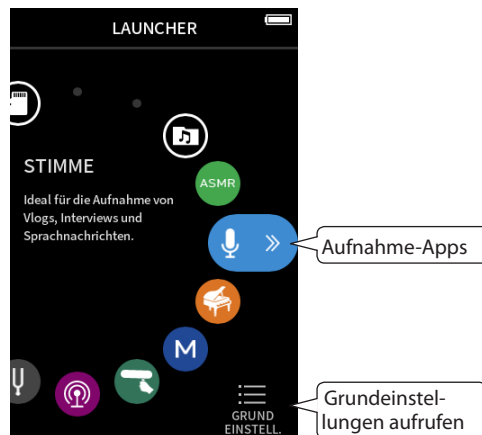 LAUNCHER
STIMME
Ideal für die Aufnahme von
Vlogs, Interviews und
Sprachnachrichten.
ASMR
Aufnahme-Apps
M
GRUND
EINSTELL.
Grundeinstel-
lungen aufrufen